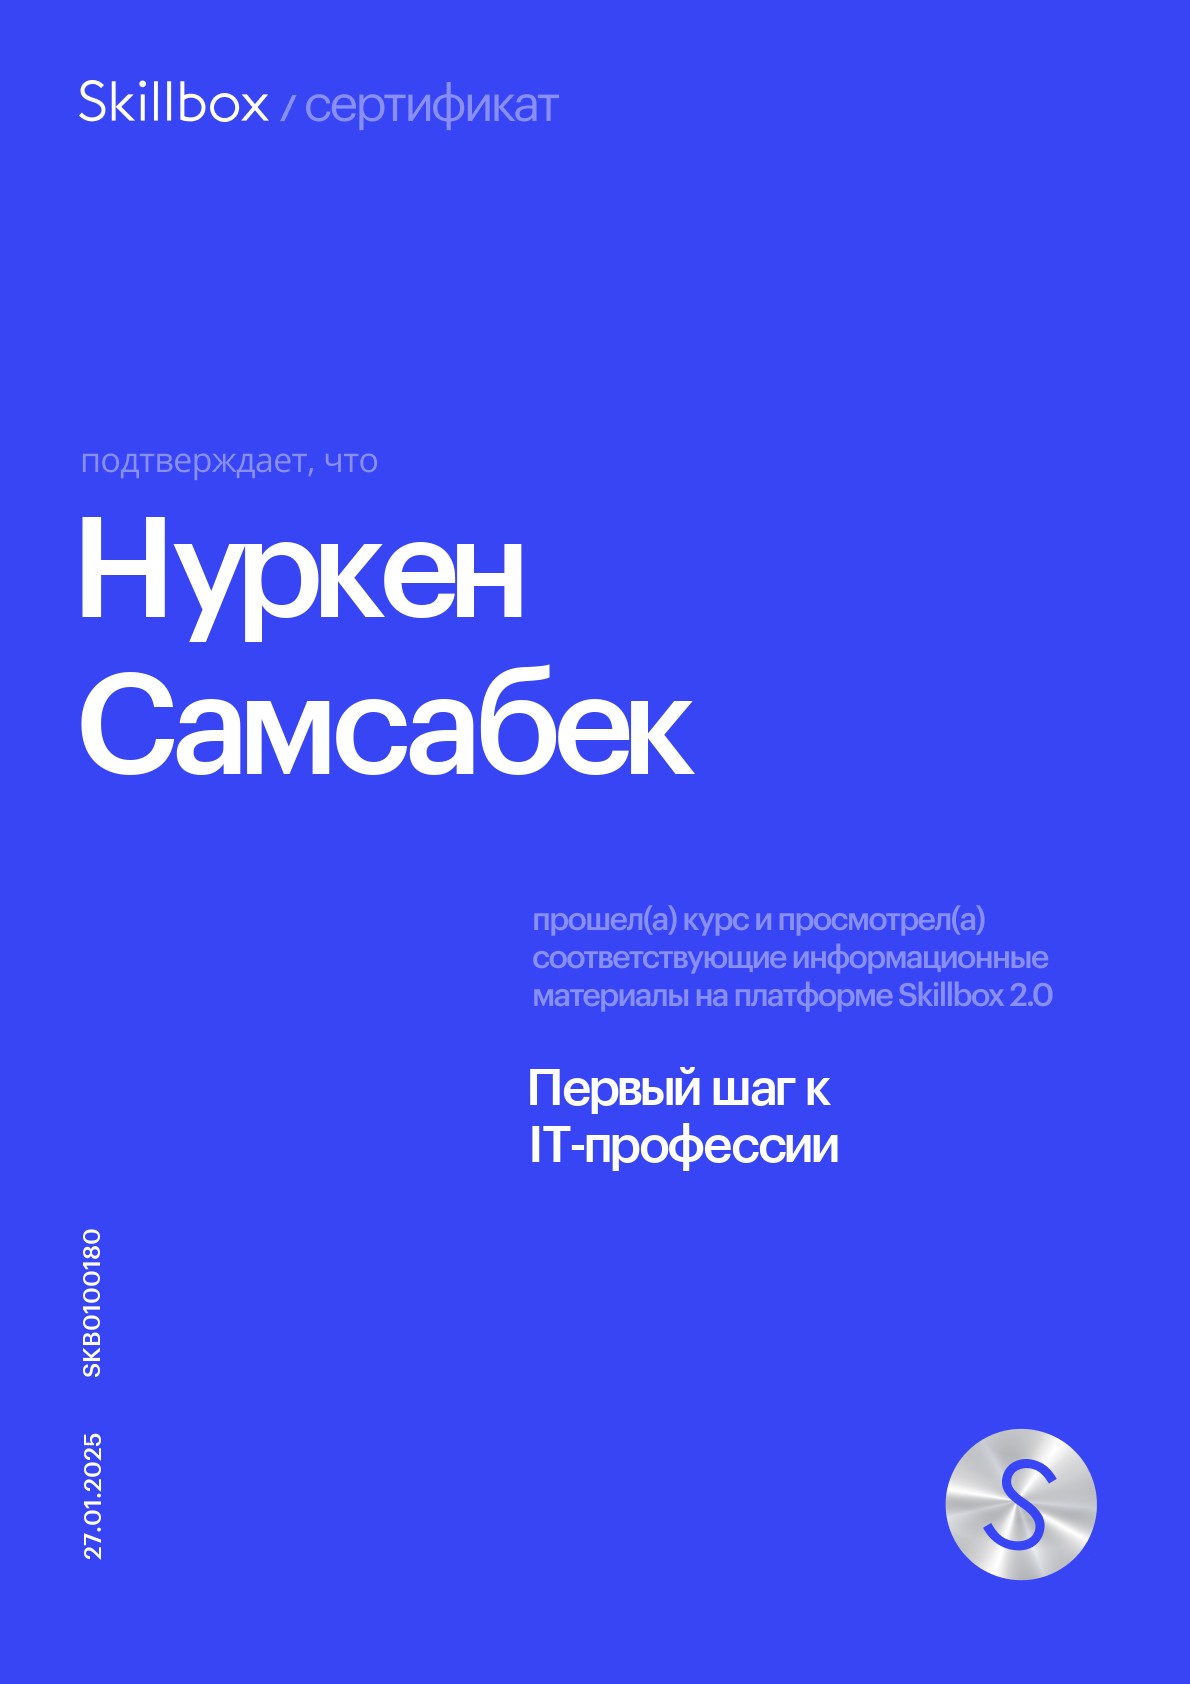 Skillbox / сертификат
подтверждает, что
Нуркен
Самсабек
прошел(а) курс и просмотрел(а)
соответствующие информационные
материалы на платформе Skillbox 2.0
Первый шаг к
IT-профессии
SKB0100180
27.01.2025
S